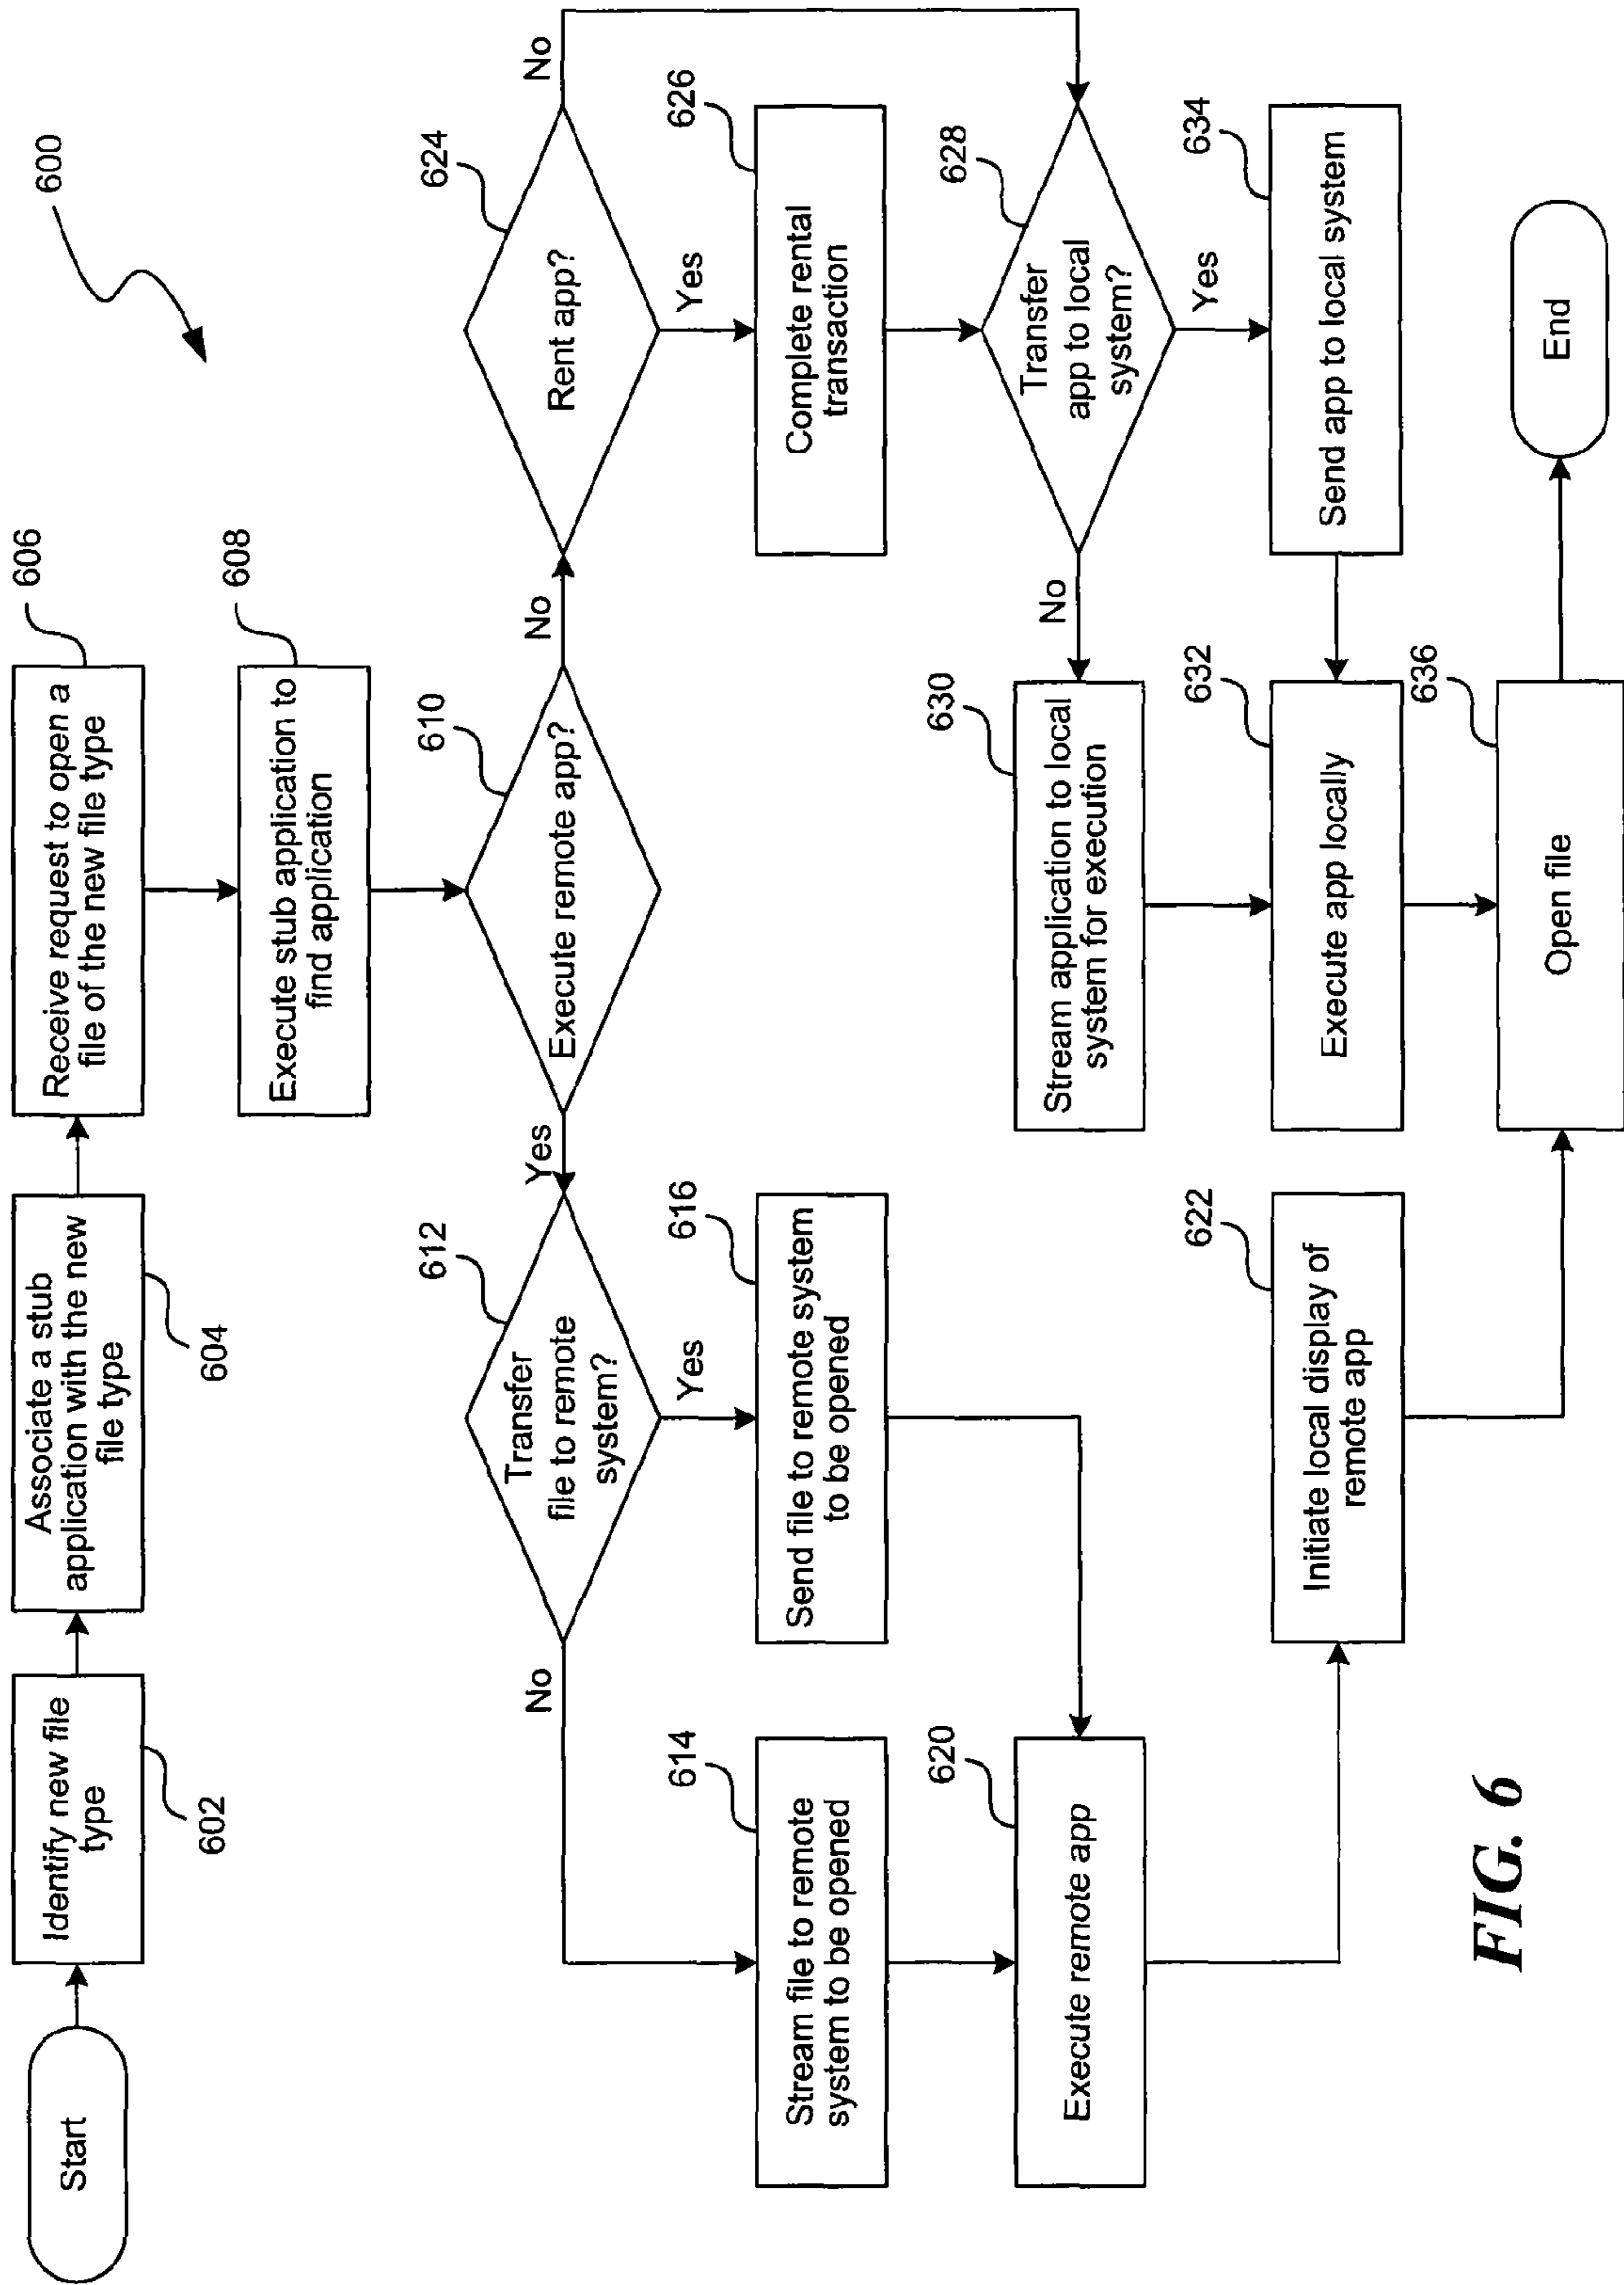 600
Start
Identify new file
type
602
Associate a stub
application with the new
file type
604
Receive request to open a
file of the new file type
606
Execute stub application to
find application
608
Execute remote app?
610
Yes
No
Transfer
file to remote
system?
612
No
Yes
Stream file to remote
system to be opened
614
Send file to remote system
to be opened
616
Execute remote app
620
Initiate local display of
remote app
622
Rent app?
624
No
Yes
Complete rental
transaction
626
Transfer
app to local
system?
628
No
Yes
Stream application to local
system for execution
630
Send app to local system
634
Execute app locally
632
Open file
636
End
FIG. 6